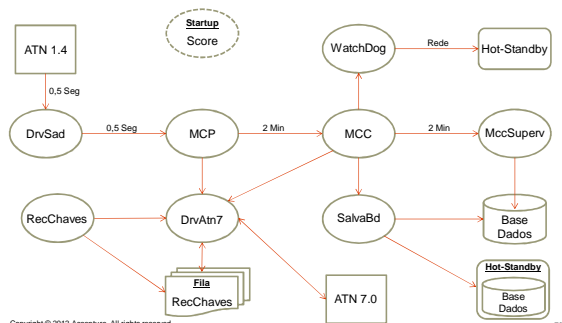 Startup
Score
ATN 1.4
WatchDog
Rede
Hot-Standby
0,5 Seg
DrvSad
0,5 Seg
MCP
2 Min
MCC
2 Min
MccSuperv
RecChaves
DrvAtn7
SalvaBd
Base
Dados
Fila
RecChaves
ATN 7.0
Hot-Standby
Base
Dados